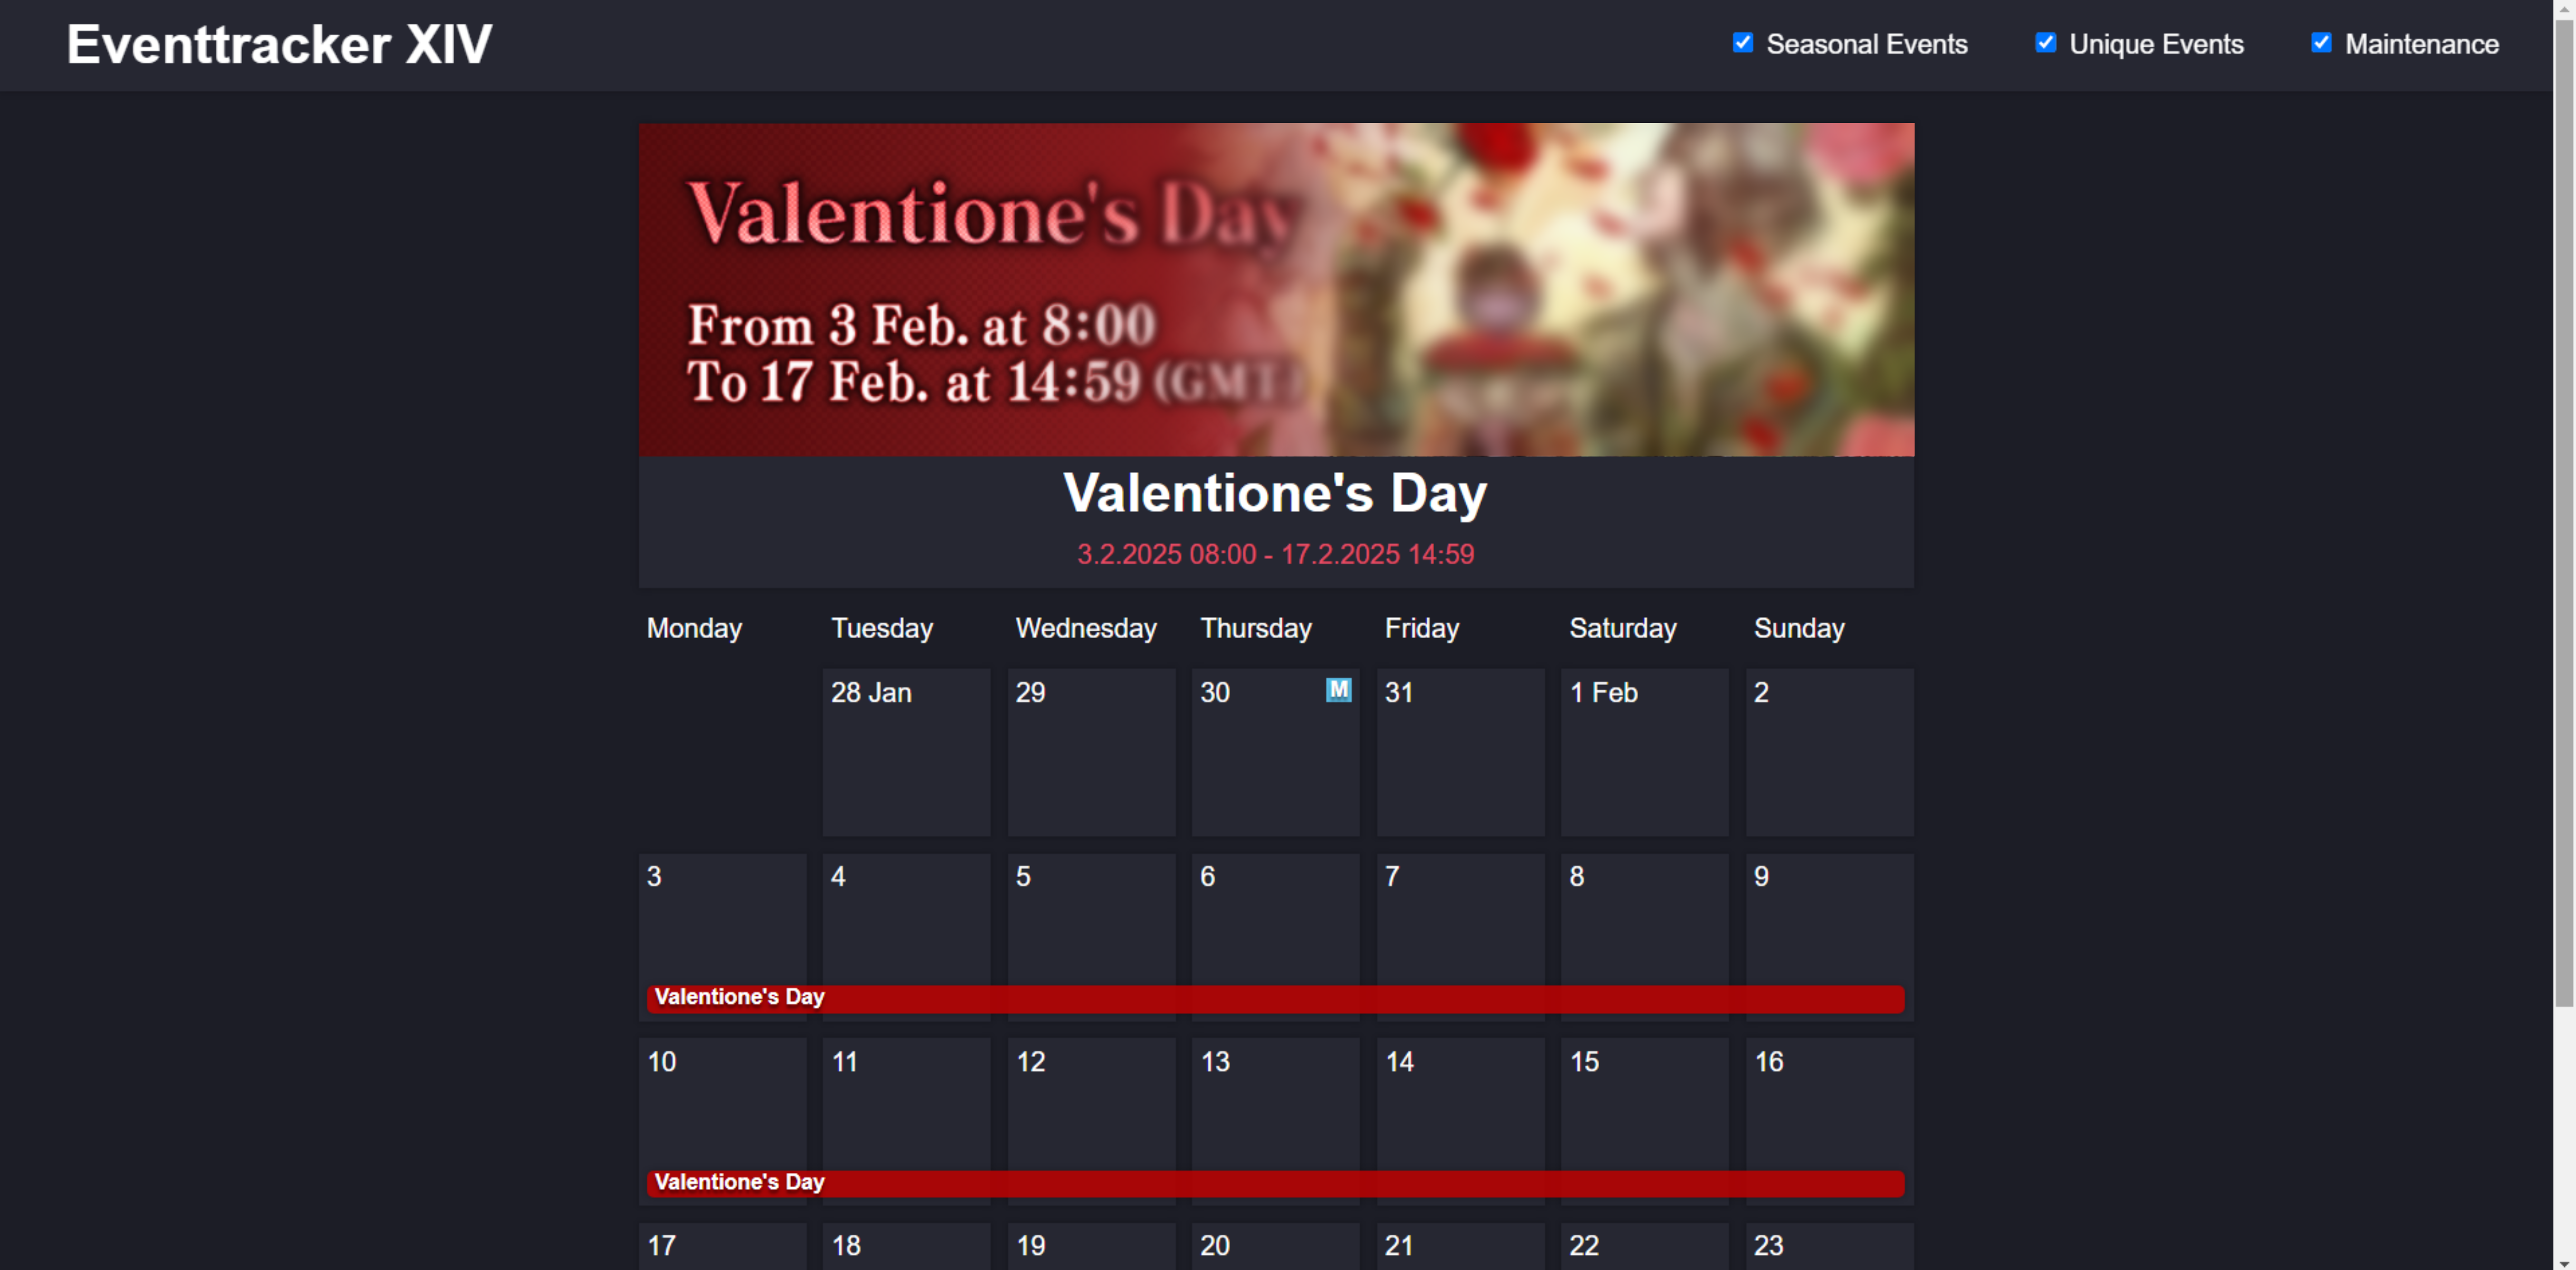 Eventtracker XIV
Seasonal Events Unique Events Maintenance
Valentione's Day
From 3 Feb. at 8:00
To 17 Feb. at 14:59 (GMT)
Valentione's Day
3.2.2025 08:00 - 17.2.2025 14:59
Monday Tuesday Wednesday Thursday Friday Saturday Sunday
28 Jan 29 30 M 31 1 Feb 2
3 4 5 6 7 8 9
Valentione's Day
10 11 12 13 14 15 16
Valentione's Day
17 18 19 20 21 22 23